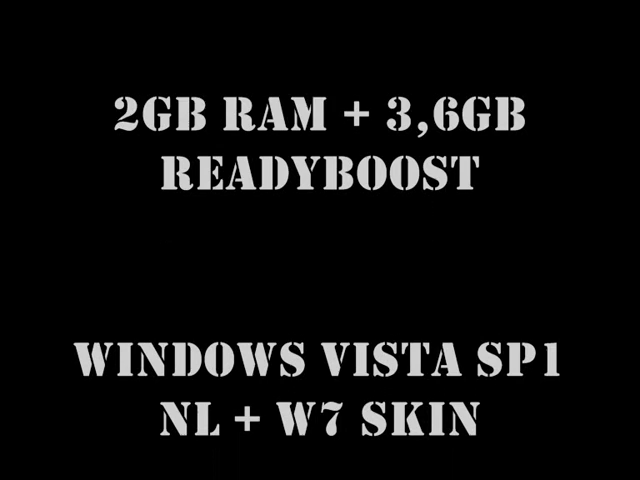 2GB RAM + 3,6GB
READYBOOST
WINDOWS VISTA SP1
NL + W7 SKIN